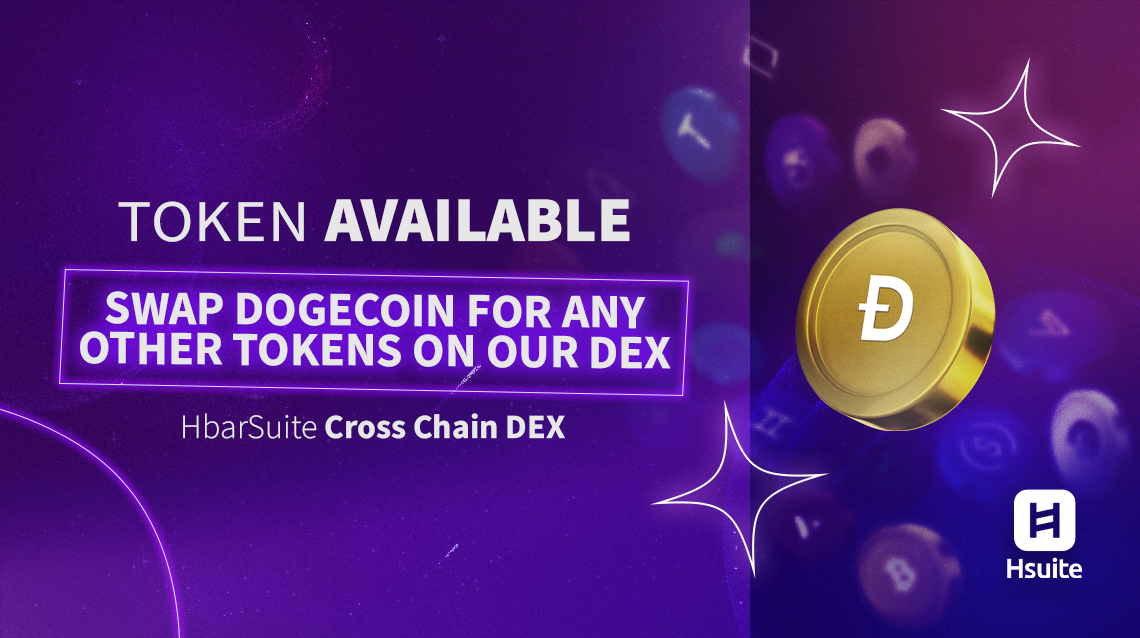 TOKEN AVAILABLE
SWAP DOGECOIN FOR ANY
OTHER TOKENS ON OUR DEX
HbarSuite Cross Chain DEX
Ð
Hsuite